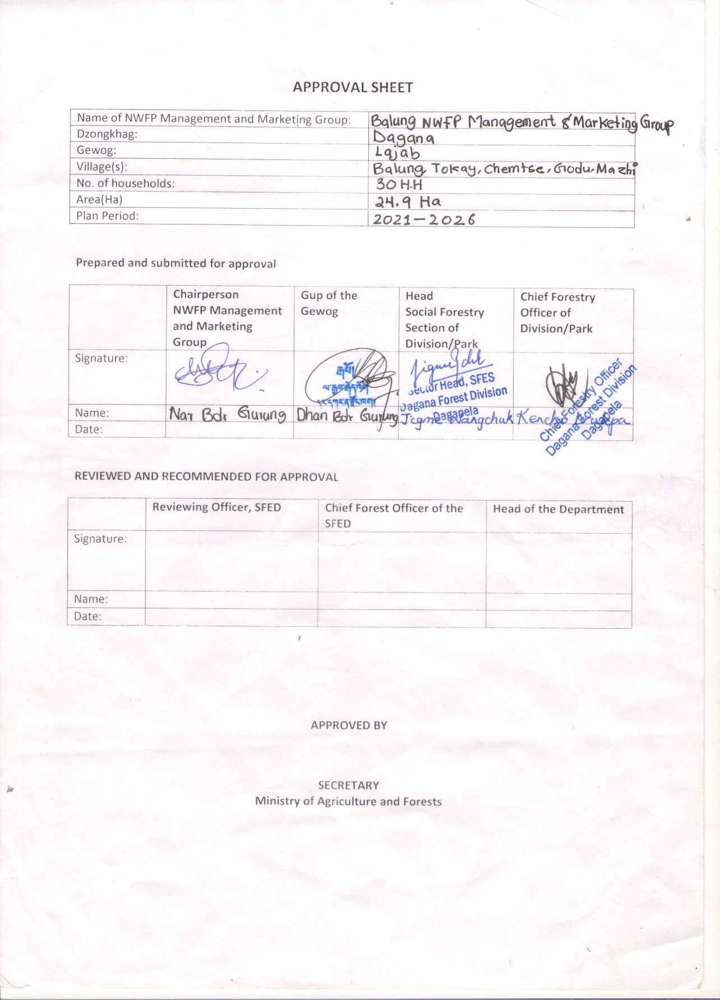 APPROVAL SHEET
Name of NWFP Management and Marketing Group: Balung NWFP Management & Marketing Group
Dzongkhag: Dagana
Gewog: Lajab
Village(s): Balung, Tokay, Chemtse, Godu, Mazhi
No. of households: 30 H.H
Area(Ha) 24.9 Ha
Plan Period: 2021-2026
Prepared and submitted for approval
Chairperson
NWFP Management
and Marketing
Group
Gup of the
Gewog
Head
Social Forestry
Section of
Division/Park
Chief Forestry
Officer of
Division/Park
Signature:
རྒཔོ
Sector Head, SFES
Dagana Forest Division
Dagapela
Chief Forestry Officer
Dagana Forest Division
Dagapela
Name: Nar Bdr Gurung Dhan Bdr Gurung Jigme Wangchuk Kencho
Date:
REVIEWED AND RECOMMENDED FOR APPROVAL
Reviewing Officer, SFED
Chief Forest Officer of the
SFED
Head of the Department
Signature:
Name:
Date:
APPROVED BY
SECRETARY
Ministry of Agriculture and Forests